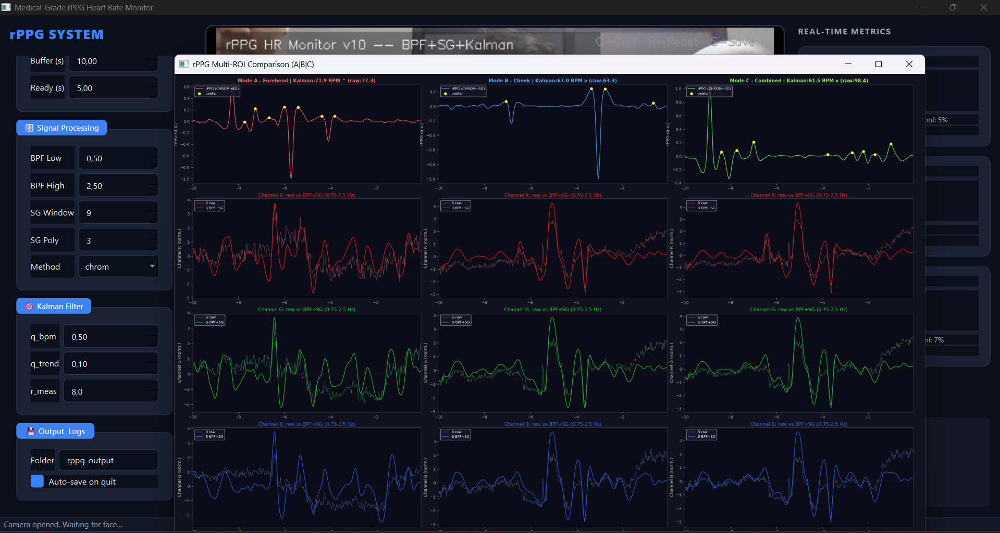 Medical-Grade rPPG Heart Rate Monitor
rPPG SYSTEM
Buffer (s) 10,00
Ready (s) 5,00
Signal Processing
BPF Low 0,50
BPF High 2,50
SG Window 9
SG Poly 3
Method chrom
Kalman Filter
q_bpm 0,50
q_trend 0,10
r_meas 8,0
Output_Logs
Folder rppg_output
Auto-save on quit
Camera opened. Waiting for face...
rPPG HR Monitor v10 -- BPF+SG+Kalman
Q=Quit R=Reset S=Save
REAL-TIME METRICS
onf: 5%
nf: 7%
rPPG Multi-ROI Comparison (A|B|C)
Mode A - Forehead | Kalman:71.9 BPM ^ (raw:77.3)
rPPG (CHROM+SG)
peaks
rPPG (a.u.)
0.6
0.4
0.2
0.0
−0.2
−0.4
−0.6
−0.8
−1.0
−10 −8 −6 −4 −2
Mode B - Cheek | Kalman:67.0 BPM v (raw:63.3)
rPPG (CHROM+SG)
peaks
rPPG (a.u.)
0.2
0.0
−0.2
−0.4
−0.6
−0.8
−1.0
−10 −8 −6 −4 −2
Mode C - Combined | Kalman:61.5 BPM v (raw:98.4)
rPPG (CHROM+SG)
peaks
rPPG (a.u.)
1.0
0.8
0.6
0.4
0.2
0.0
−0.2
−0.4
−10 −8 −6 −4 −2
Channel R: raw vs BPF+SG (0.75-2.5 Hz)
R raw
R BPF+SG
Channel R (norm.)
4
3
2
1
0
−1
−2
−3
−10 −8 −6 −4 −2
Channel R: raw vs BPF+SG (0.75-2.5 Hz)
R raw
R BPF+SG
Channel R (norm.)
4
3
2
1
0
−1
−2
−3
−10 −8 −6 −4 −2
Channel R: raw vs BPF+SG (0.75-2.5 Hz)
R raw
R BPF+SG
Channel R (norm.)
4
3
2
1
0
−1
−2
−3
−10 −8 −6 −4 −2
Channel G: raw vs BPF+SG (0.75-2.5 Hz)
G raw
G BPF+SG
Channel G (norm.)
4
3
2
1
0
−1
−2
−10 −8 −6 −4 −2
Channel G: raw vs BPF+SG (0.75-2.5 Hz)
G raw
G BPF+SG
Channel G (norm.)
4
3
2
1
0
−1
−2
−3
−10 −8 −6 −4 −2
Channel G: raw vs BPF+SG (0.75-2.5 Hz)
G raw
G BPF+SG
Channel G (norm.)
4
3
2
1
0
−1
−2
−3
−10 −8 −6 −4 −2
Channel B: raw vs BPF+SG (0.75-2.5 Hz)
B raw
B BPF+SG
Channel B (norm.)
4
3
2
1
0
−1
−2
Channel B: raw vs BPF+SG (0.75-2.5 Hz)
B raw
B BPF+SG
Channel B (norm.)
3
2
1
0
−1
−2
−3
Channel B: raw vs BPF+SG (0.75-2.5 Hz)
B raw
B BPF+SG
Channel B (norm.)
3
2
1
0
−1
−2
−3